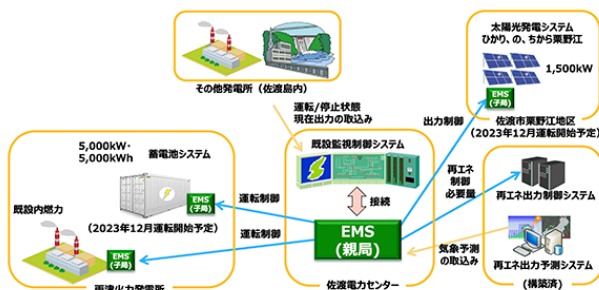 その他発電所（佐渡島内）
運転/停止状態
現在出力の取込み
太陽光発電システム
ひかり、の、ちから栗野江
1,500kW
EMS
(子局)
佐渡市栗野江地区
（2023年12月運転開始予定）
出力制御
5,000kW・
5,000kWh
蓄電池システム
EMS
(子局)
（2023年12月運転開始予定）
既設内燃力
EMS
(子局)
両津火力発電所
運転制御
運転制御
既設監視制御システム
接続
EMS
(親局)
佐渡電力センター
再エネ
制御
必要量
気象予測
の取込み
再エネ出力制御システム
再エネ出力予測システム
（構築済）